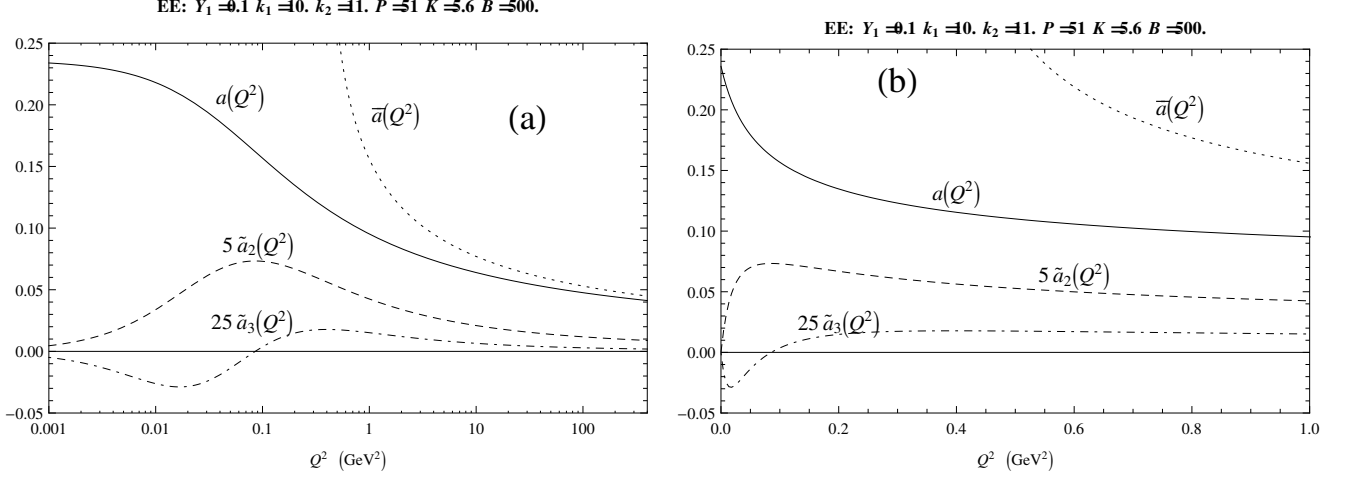 EE: Y₁ =0.1 k₁ =10. k₂ =11. P =51 K =5.6 B =500.
0.25
0.20
0.15
0.10
0.05
0.00
−0.05
a(Q²)
a̅(Q²)
(a)
5 ã₂(Q²)
25 ã₃(Q²)
0.001 0.01 0.1 1 10 100
Q² (GeV²)
EE: Y₁ =0.1 k₁ =10. k₂ =11. P =51 K =5.6 B =500.
0.25
0.20
0.15
0.10
0.05
0.00
−0.05
(b)
a̅(Q²)
a(Q²)
5 ã₂(Q²)
25 ã₃(Q²)
0.0 0.2 0.4 0.6 0.8 1.0
Q² (GeV²)